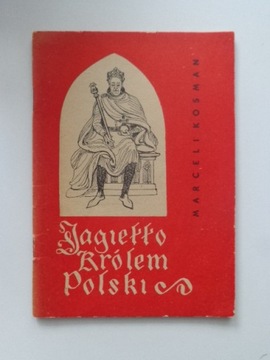 MARCELI KOSMAN
Jagiełło
Królem
Polski